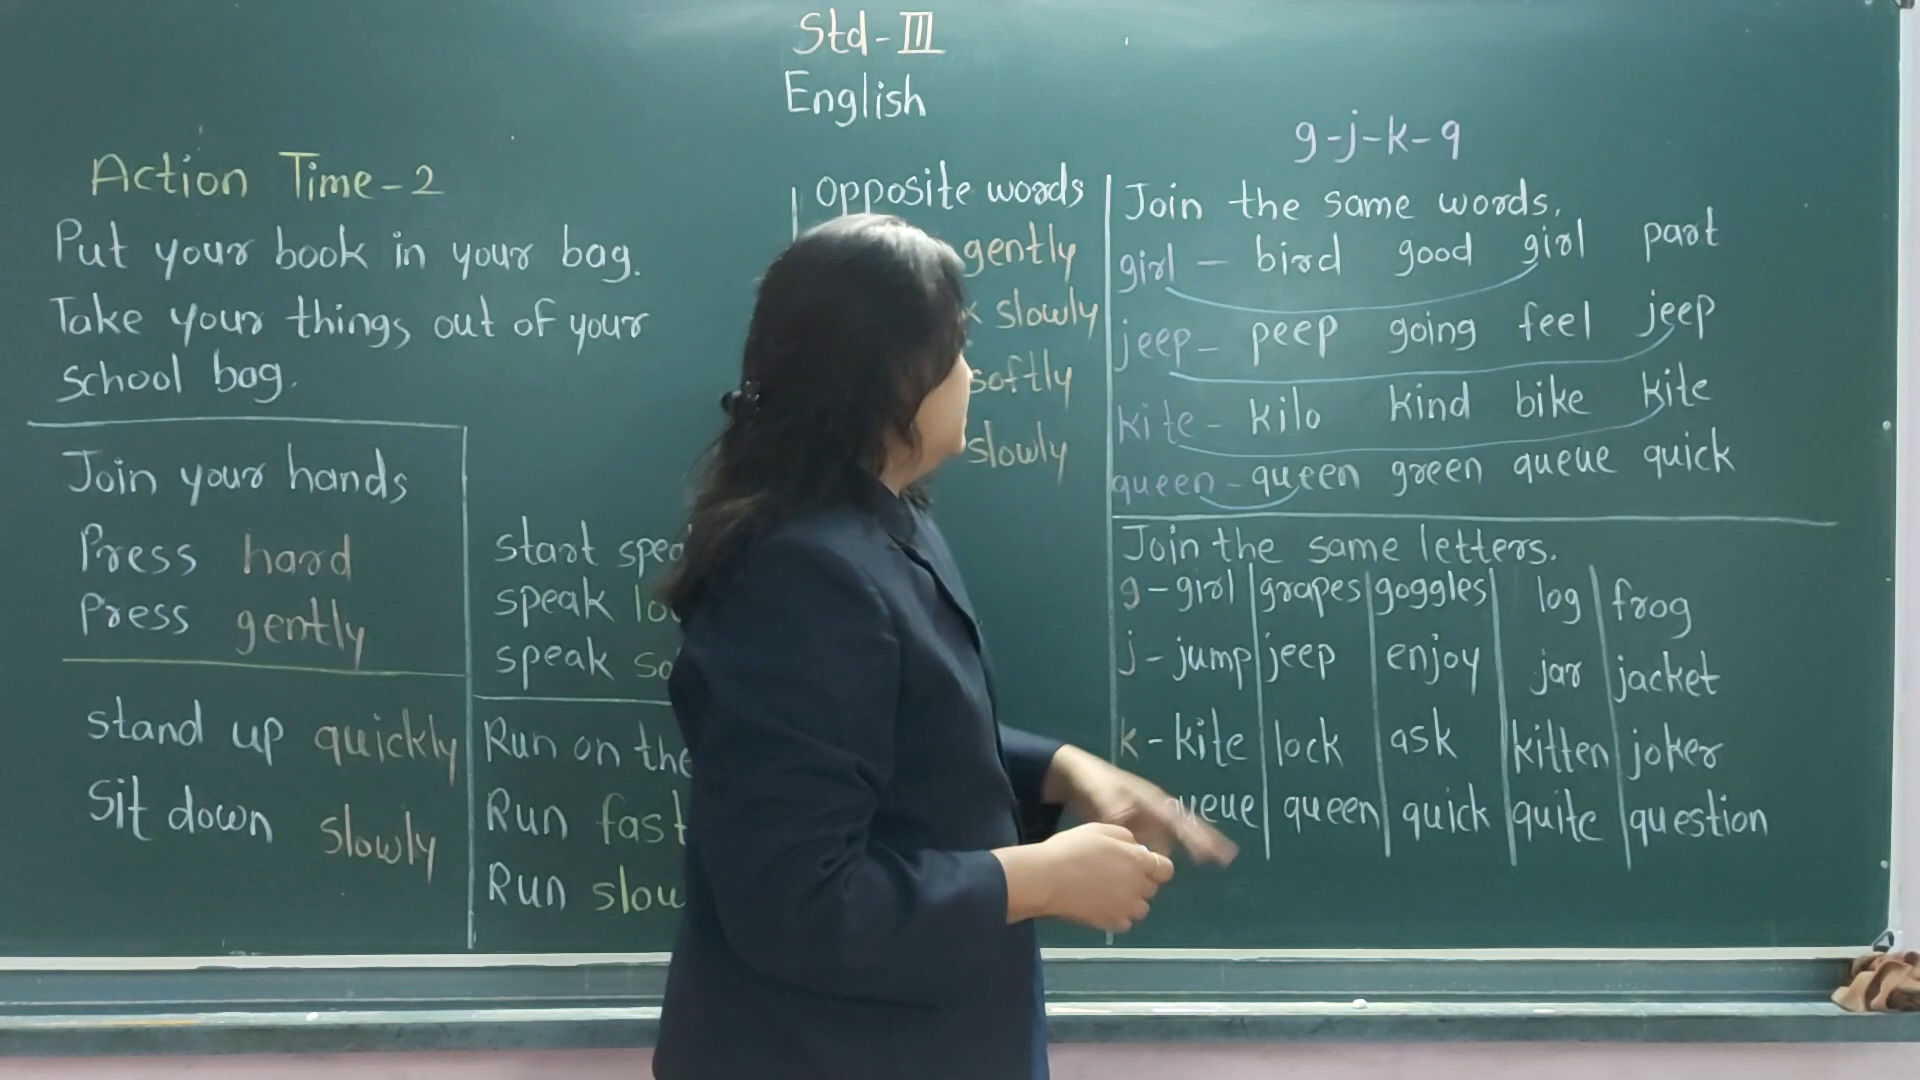 Std-III
English
Action Time-2
Put your book in your bag.
Take your things out of your
school bag.
Join your hands
Press hard
Press gently
stand up quickly
Sit down slowly
start
speak
speak
Run on the
Run fast
Run
opposite words
gently
slowly
softly
slowly
g-j-k-q
Join the same words.
girl - bird good girl part
jeep - peep going feel jeep
kite - kilo kind bike kite
queen - queen green queue quick
Join the same letters.
g - girl grapes goggles log frog
j - jump jeep enjoy jar jacket
k - kite lock ask kitten joker
queue queen quick quite question